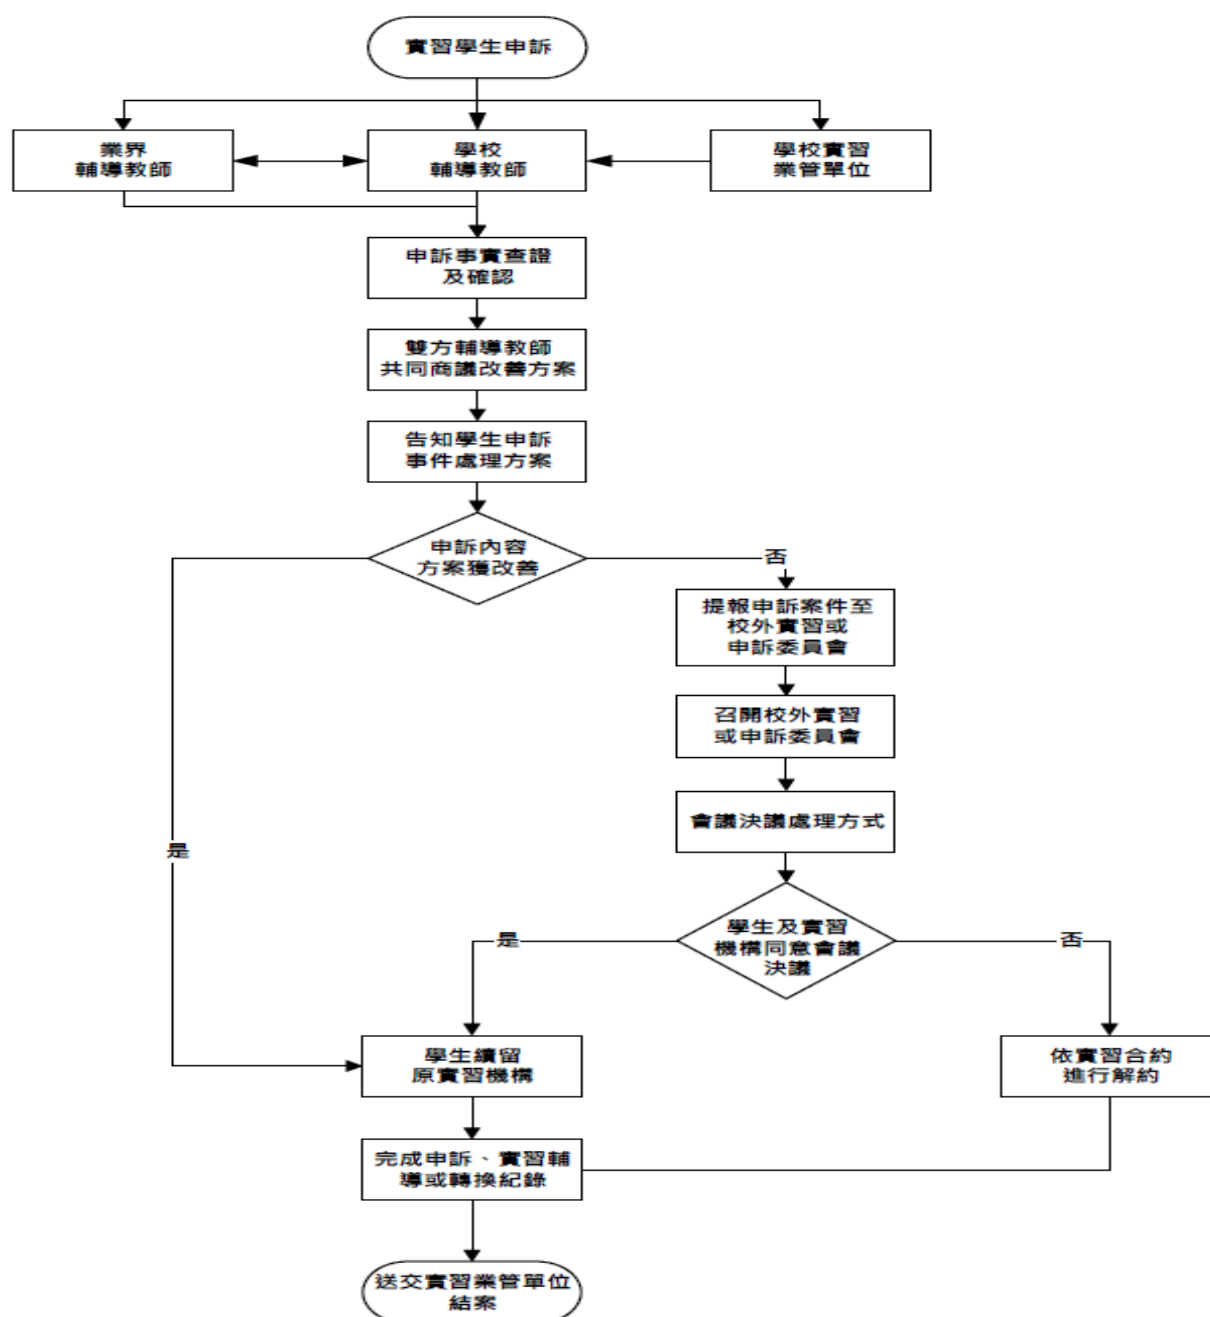 實習學生申訴
業界
輔導教師
學校
輔導教師
學校實習
業管單位
申訴事實查證
及確認
雙方輔導教師
共同商議改善方案
告知學生申訴
事件處理方案
申訴內容
方案獲改善
否
提報申訴案件至
校外實習或
申訴委員會
召開校外實習
或申訴委員會
會議決議處理方式
是
學生及實習
機構同意會議
決議
是
否
學生續留
原實習機構
依實習合約
進行解約
完成申訴、實習輔
導或轉換紀錄
送交實習業管單位
結案